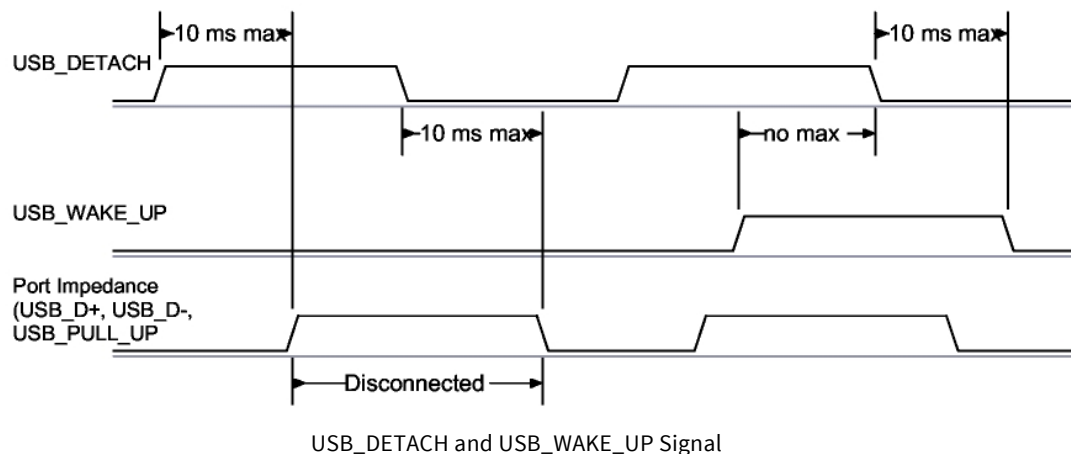 10 ms max
10 ms max
USB_DETACH
10 ms max
no max
USB_WAKE_UP
Port Impedance
(USB_D+, USB_D-,
USB_PULL_UP
Disconnected
USB_DETACH and USB_WAKE_UP Signal